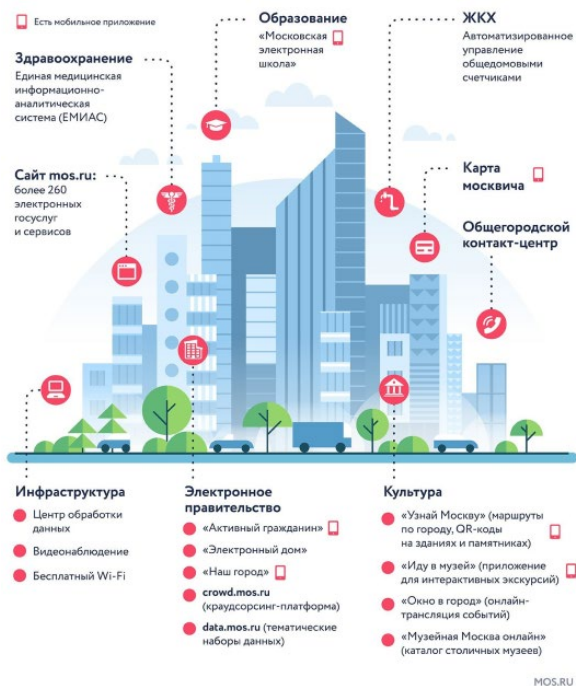 Есть мобильное приложение
Образование
«Московская
электронная
школа»
ЖКХ
Автоматизированное
управление
общедомовыми
счетчиками
Здравоохранение
Единая медицинская
информационно-
аналитическая
система (ЕМИАС)
Сайт mos.ru:
более 260
электронных
госуслуг
и сервисов
Карта
москвича
Общегородской
контакт-центр
Инфраструктура
Центр обработки
данных
Видеонаблюдение
Бесплатный Wi-Fi
Электронное
правительство
«Активный гражданин»
«Электронный дом»
«Наш город»
crowd.mos.ru
(краудсорсинг-платформа)
data.mos.ru (тематические
наборы данных)
Культура
«Узнай Москву» (маршруты
по городу, QR-коды
на зданиях и памятниках)
«Иду в музей» (приложение
для интерактивных экскурсий)
«Окно в город» (онлайн-
трансляция событий)
«Музейная Москва онлайн»
(каталог столичных музеев)
MOS.RU